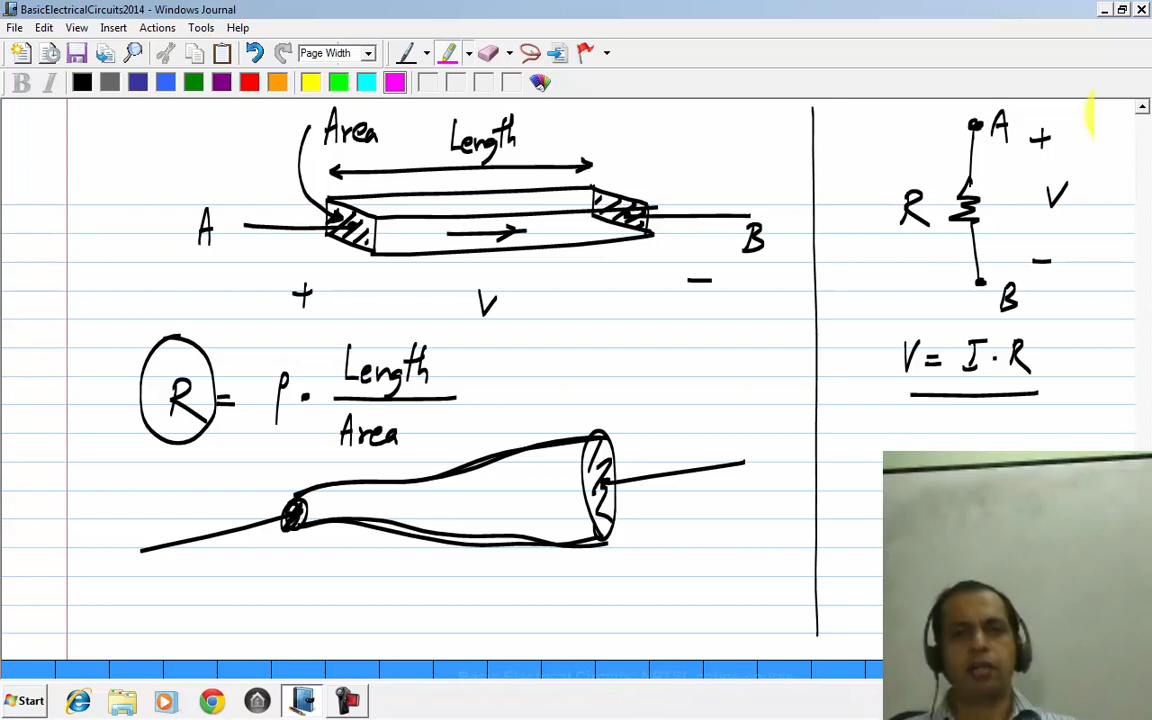 BasicElectricalCircuits2014 - Windows Journal
File Edit View Insert Actions Tools Help
Page Width
B I
Area Length
A B
+ V -
R = ρ · Length
Area
A
+
R V
-
B
V = I · R
Start